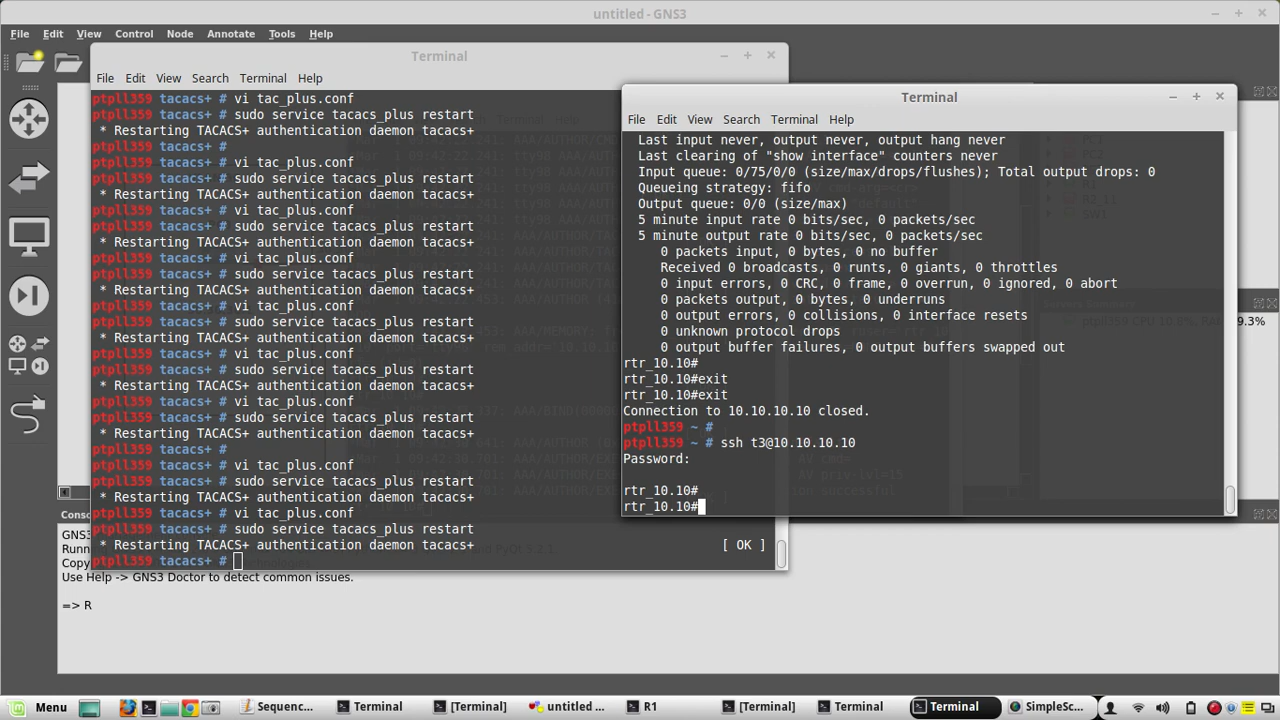 untitled - GNS3
File Edit View Control Node Annotate Tools Help
Terminal
File Edit View Search Terminal Help
ptpll359 tacacs+ # vi tac_plus.conf
ptpll359 tacacs+ # sudo service tacacs_plus restart
* Restarting TACACS+ authentication daemon tacacs+
ptpll359 tacacs+ #
ptpll359 tacacs+ # vi tac_plus.conf
ptpll359 tacacs+ # sudo service tacacs_plus restart
* Restarting TACACS+ authentication daemon tacacs+
ptpll359 tacacs+ # vi tac_plus.conf
ptpll359 tacacs+ # sudo service tacacs_plus restart
* Restarting TACACS+ authentication daemon tacacs+
ptpll359 tacacs+ # vi tac_plus.conf
ptpll359 tacacs+ # sudo service tacacs_plus restart
* Restarting TACACS+ authentication daemon tacacs+
ptpll359 tacacs+ # vi tac_plus.conf
ptpll359 tacacs+ # sudo service tacacs_plus restart
* Restarting TACACS+ authentication daemon tacacs+
ptpll359 tacacs+ # vi tac_plus.conf
ptpll359 tacacs+ # sudo service tacacs_plus restart
* Restarting TACACS+ authentication daemon tacacs+
ptpll359 tacacs+ # vi tac_plus.conf
ptpll359 tacacs+ # sudo service tacacs_plus restart
* Restarting TACACS+ authentication daemon tacacs+
ptpll359 tacacs+ #
ptpll359 tacacs+ # vi tac_plus.conf
ptpll359 tacacs+ # sudo service tacacs_plus restart
* Restarting TACACS+ authentication daemon tacacs+
ptpll359 tacacs+ # vi tac_plus.conf
ptpll359 tacacs+ # sudo service tacacs_plus restart
* Restarting TACACS+ authentication daemon tacacs+ [ OK ]
ptpll359 tacacs+ #
Terminal
File Edit View Search Terminal Help
Last input never, output never, output hang never
Last clearing of "show interface" counters never
Input queue: 0/75/0/0 (size/max/drops/flushes); Total output drops: 0
Queueing strategy: fifo
Output queue: 0/0 (size/max)
5 minute input rate 0 bits/sec, 0 packets/sec
5 minute output rate 0 bits/sec, 0 packets/sec
0 packets input, 0 bytes, 0 no buffer
Received 0 broadcasts, 0 runts, 0 giants, 0 throttles
0 input errors, 0 CRC, 0 frame, 0 overrun, 0 ignored, 0 abort
0 packets output, 0 bytes, 0 underruns
0 output errors, 0 collisions, 0 interface resets
0 unknown protocol drops
0 output buffer failures, 0 output buffers swapped out
rtr_10.10#
rtr_10.10#exit
rtr_10.10#exit
Connection to 10.10.10.10 closed.
ptpll359 ~ #
ptpll359 ~ # ssh t3@10.10.10.10
Password:
rtr_10.10#
rtr_10.10#
9.3%
Conso
GNS3
Runn
Copy
Use Help -> GNS3 Doctor to detect common issues.
=> R
Menu Sequenc... Terminal [Terminal] untitled ... R1 [Terminal] Terminal Terminal SimpleSc...